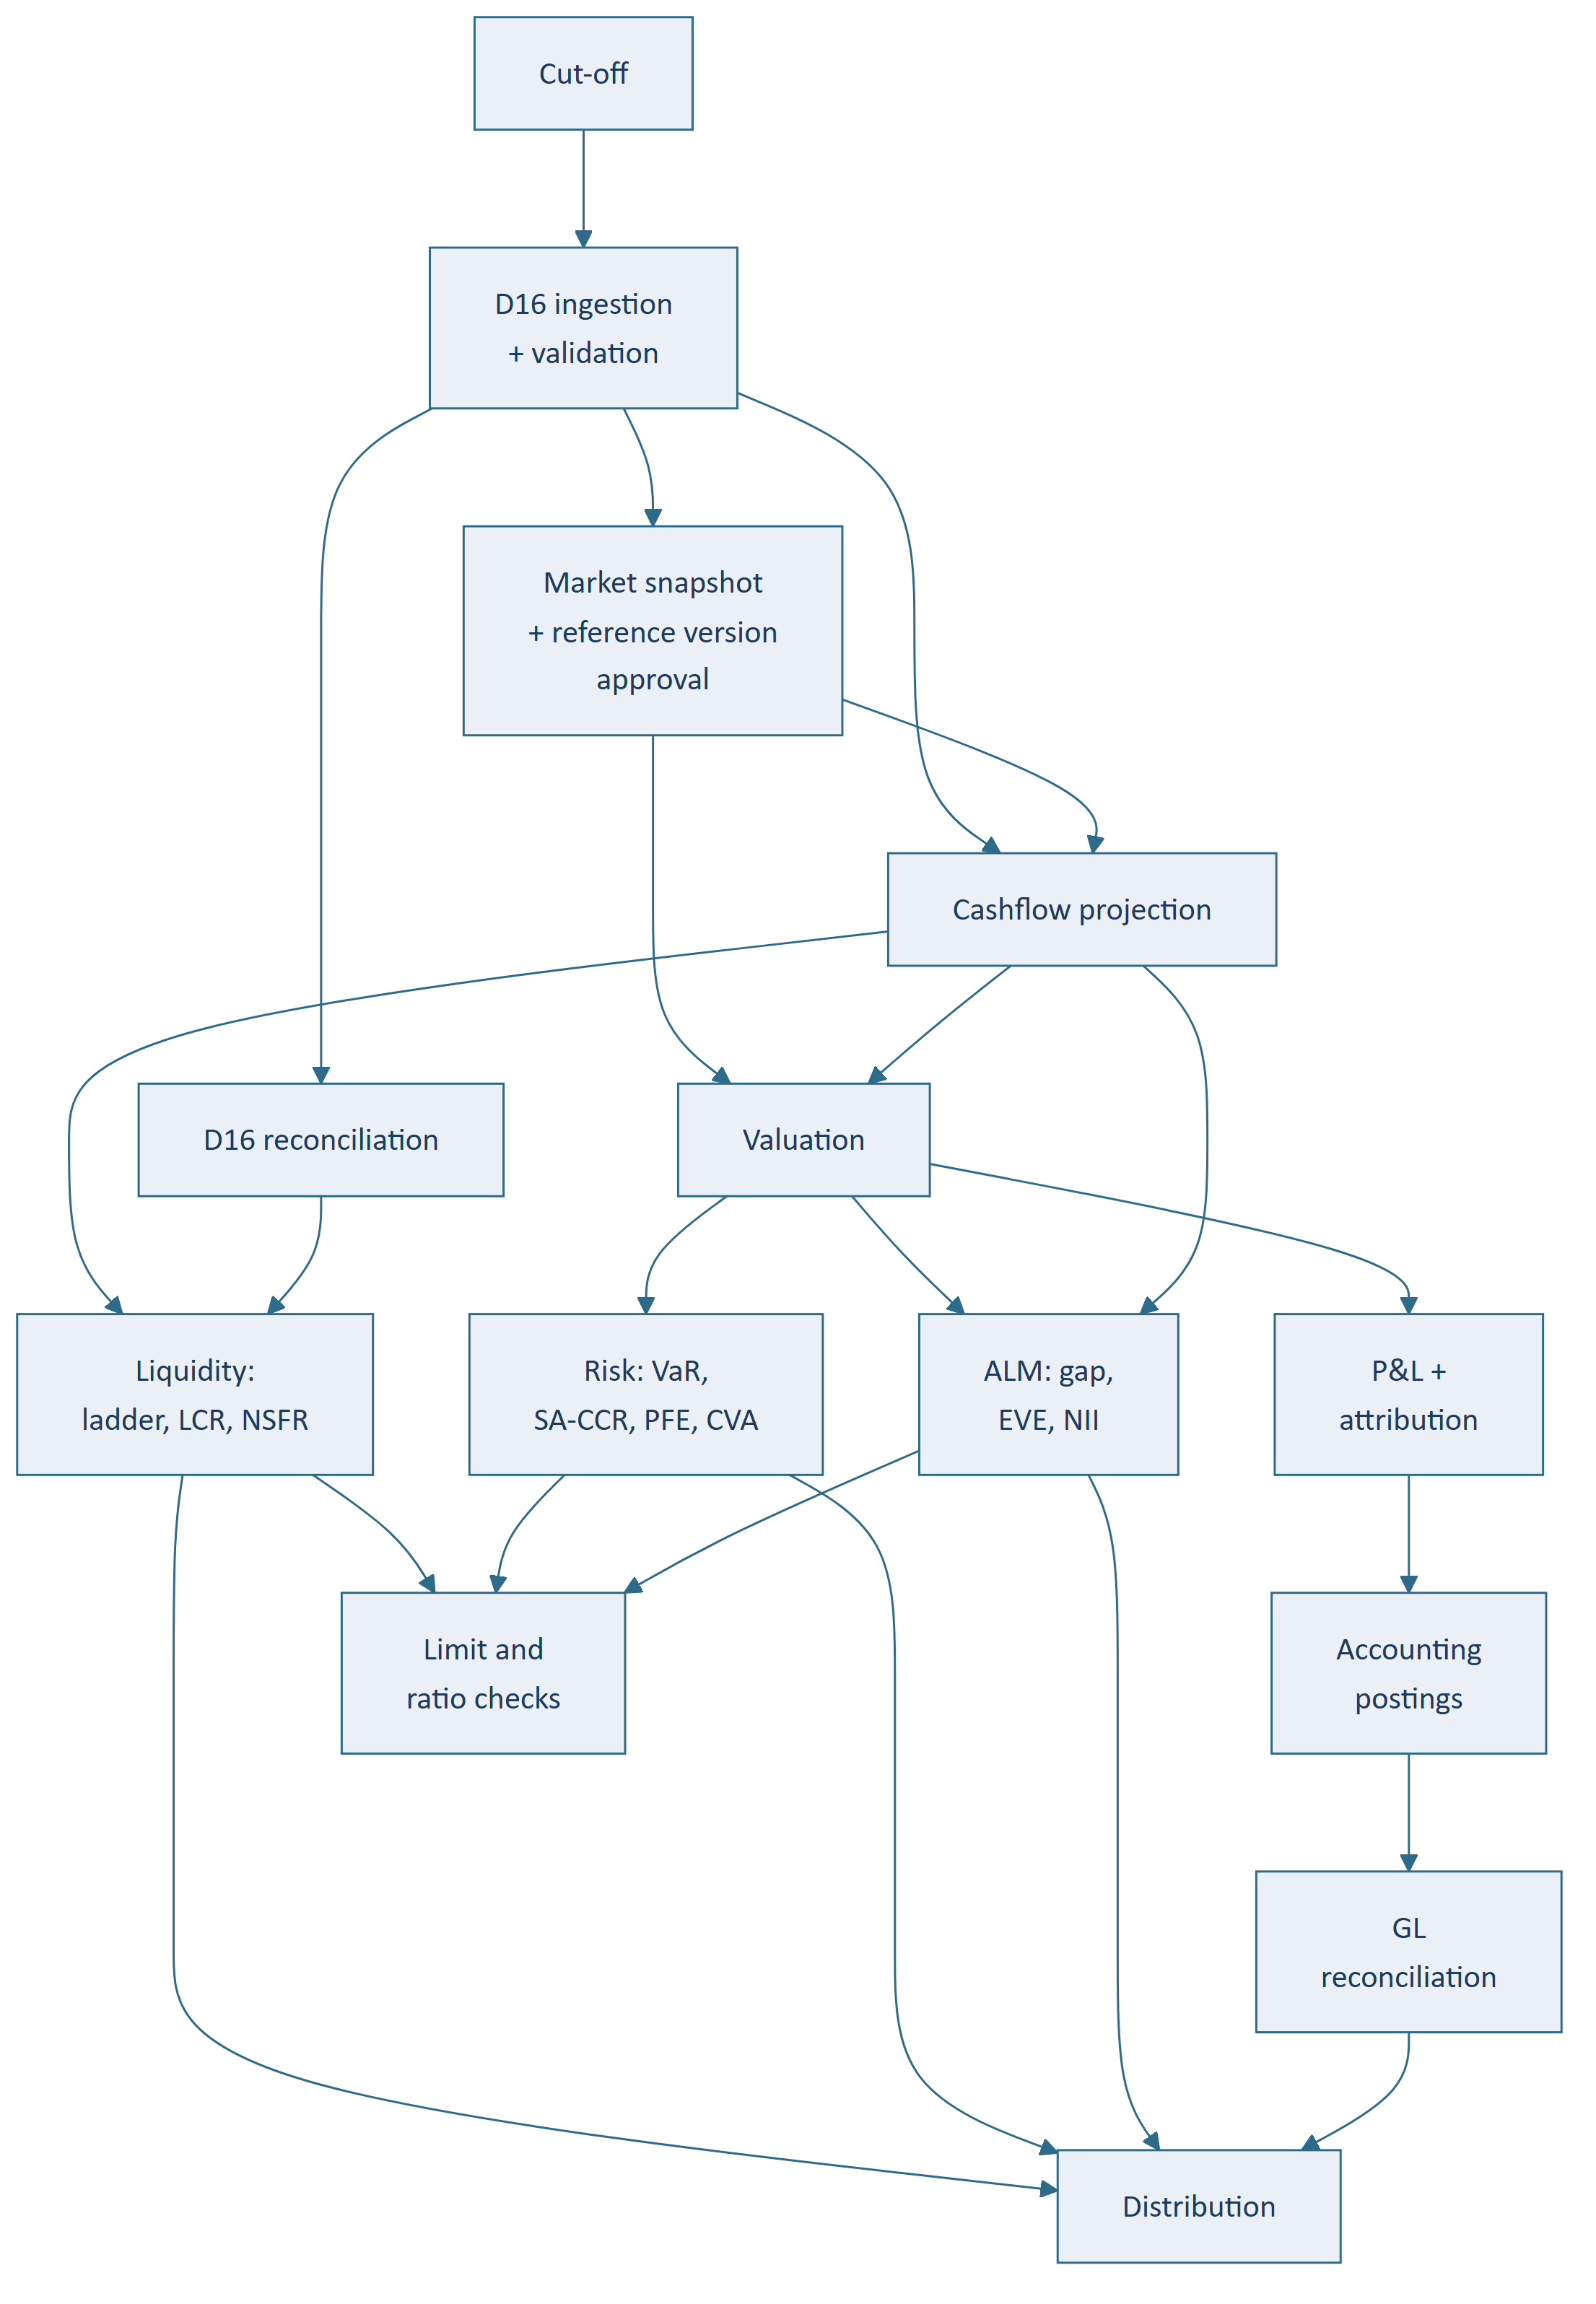 Cut-off
D16 ingestion
+ validation
Market snapshot
+ reference version
approval
Cashflow projection
D16 reconciliation
Valuation
Liquidity:
ladder, LCR, NSFR
Risk: VaR,
SA-CCR, PFE, CVA
ALM: gap,
EVE, NII
P&L +
attribution
Limit and
ratio checks
Accounting
postings
GL
reconciliation
Distribution